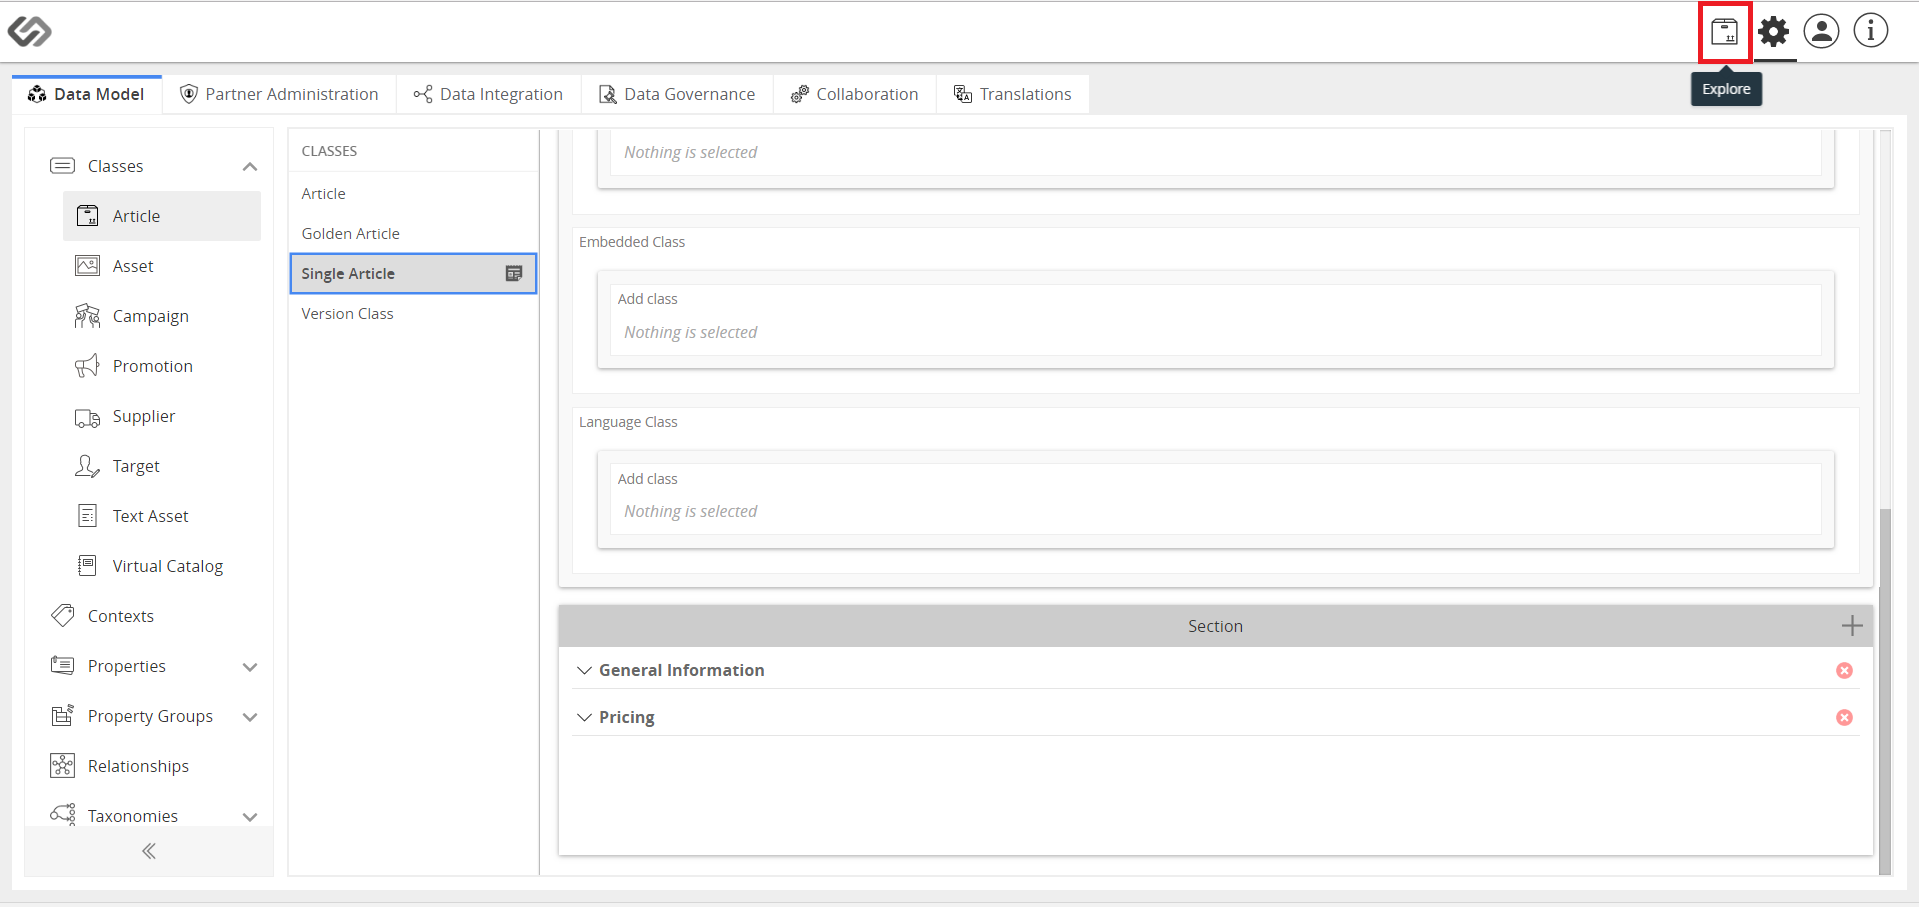 Explore
Data Model
Partner Administration
Data Integration
Data Governance
Collaboration
Translations
Classes
Article
Asset
Campaign
Promotion
Supplier
Target
Text Asset
Virtual Catalog
Contexts
Properties
Property Groups
Relationships
Taxonomies
CLASSES
Article
Golden Article
Single Article
Version Class
Nothing is selected
Embedded Class
Add class
Nothing is selected
Language Class
Add class
Nothing is selected
Section
General Information
Pricing